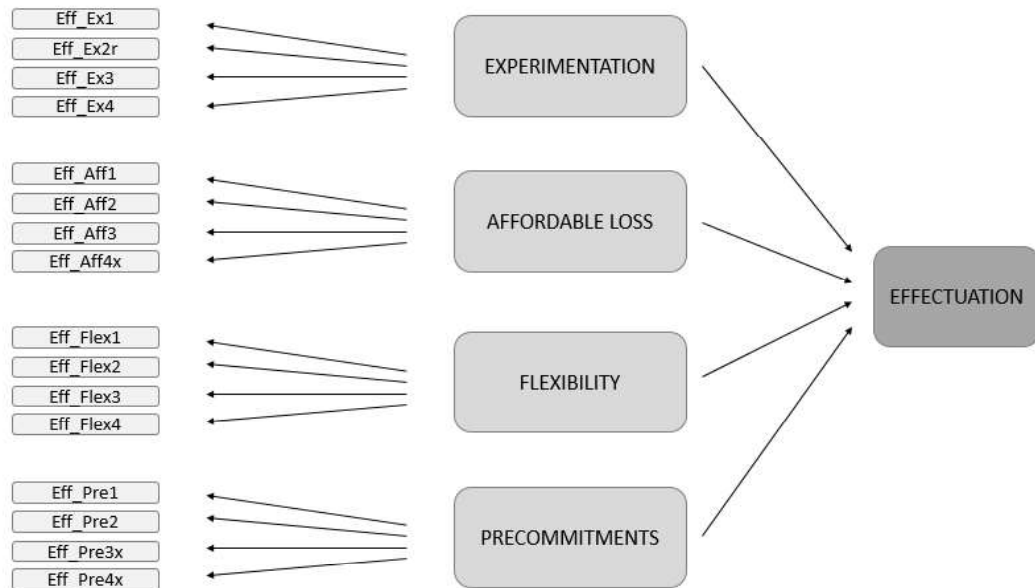 Eff_Ex1
Eff_Ex2r
Eff_Ex3
Eff_Ex4
EXPERIMENTATION
Eff_Aff1
Eff_Aff2
Eff_Aff3
Eff_Aff4x
AFFORDABLE LOSS
EFFECTUATION
Eff_Flex1
Eff_Flex2
Eff_Flex3
Eff_Flex4
FLEXIBILITY
Eff_Pre1
Eff_Pre2
Eff_Pre3x
Eff_Pre4x
PRECOMMITMENTS